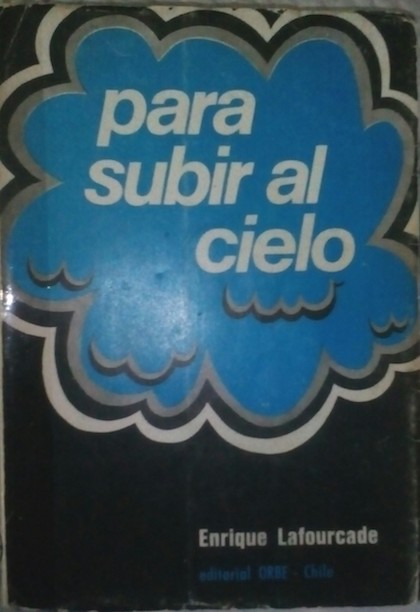 para
subir al
cielo
Enrique Lafourcade
editorial ORBE - Chile